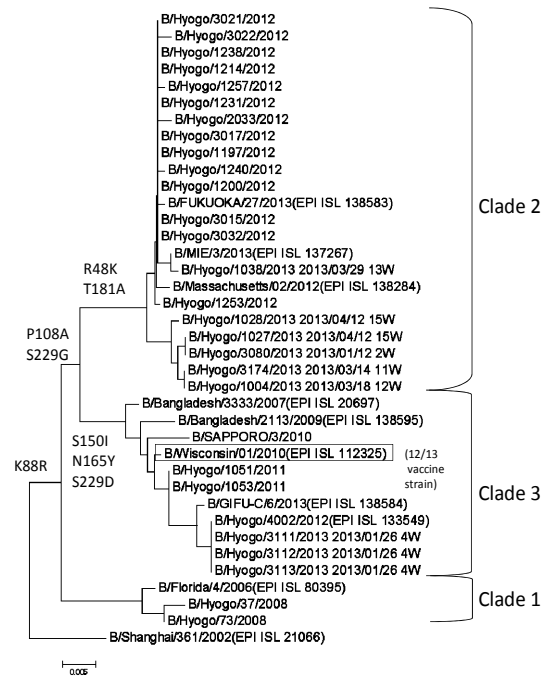 B/Hyogo/3021/2012
B/Hyogo/3022/2012
B/Hyogo/1238/2012
B/Hyogo/1214/2012
B/Hyogo/1257/2012
B/Hyogo/1231/2012
B/Hyogo/2033/2012
B/Hyogo/3017/2012
B/Hyogo/1197/2012
B/Hyogo/1240/2012
B/Hyogo/1200/2012
B/FUKUOKA/27/2013(EPI ISL 138583)
B/Hyogo/3015/2012
B/Hyogo/3032/2012
B/MIE/3/2013(EPI ISL 137267)
B/Hyogo/1038/2013 2013/03/29 13W
B/Massachusetts/02/2012(EPI ISL 138284)
B/Hyogo/1253/2012
B/Hyogo/1028/2013 2013/04/12 15W
B/Hyogo/1027/2013 2013/04/12 15W
B/Hyogo/3080/2013 2013/01/12 2W
B/Hyogo/3174/2013 2013/03/14 11W
B/Hyogo/1004/2013 2013/03/18 12W
Clade 2
R48K
T181A
P108A
S229G
B/Bangladesh/3333/2007(EPI ISL 20697)
B/Bangladesh/2113/2009(EPI ISL 138595)
B/SAPPORO/3/2010
B/Wisconsin/01/2010(EPI ISL 112325)
(12/13
vaccine
strain)
B/Hyogo/1051/2011
B/Hyogo/1053/2011
B/GIFU-C/6/2013(EPI ISL 138584)
B/Hyogo/4002/2012(EPI ISL 133549)
B/Hyogo/3111/2013 2013/01/26 4W
B/Hyogo/3112/2013 2013/01/26 4W
B/Hyogo/3113/2013 2013/01/26 4W
Clade 3
S150I
N165Y
S229D
K88R
B/Florida/4/2006(EPI ISL 80395)
B/Hyogo/37/2008
B/Hyogo/73/2008
Clade 1
B/Shanghai/361/2002(EPI ISL 21066)
0.005